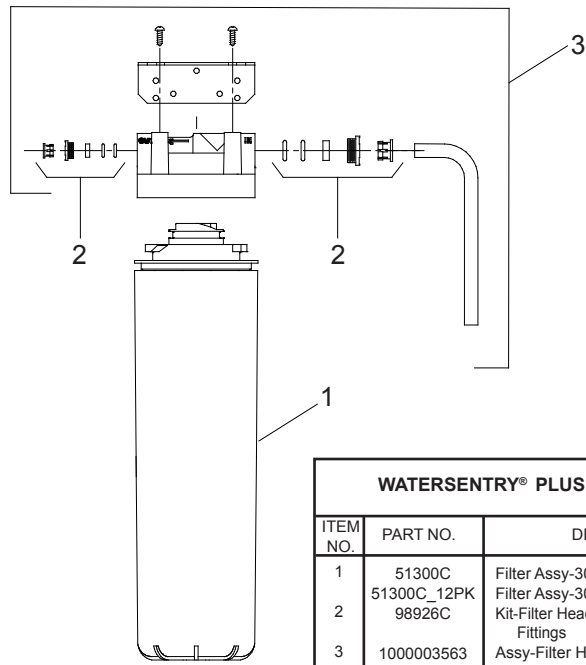 3
2
2
1
WATERSENTRY® PLUS
ITEM NO. PART NO.
1 51300C Filter Assy-30
51300C_12PK Filter Assy-30
2 98926C Kit-Filter Head
Fittings
3 1000003563 Assy-Filter H